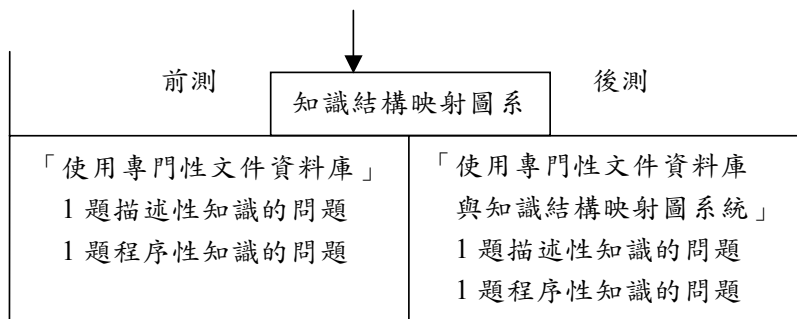 前測
知識結構映射圖系
後測
「使用專門性文件資料庫」
1 題描述性知識的問題
1 題程序性知識的問題
「使用專門性文件資料庫
與知識結構映射圖系統」
1 題描述性知識的問題
1 題程序性知識的問題